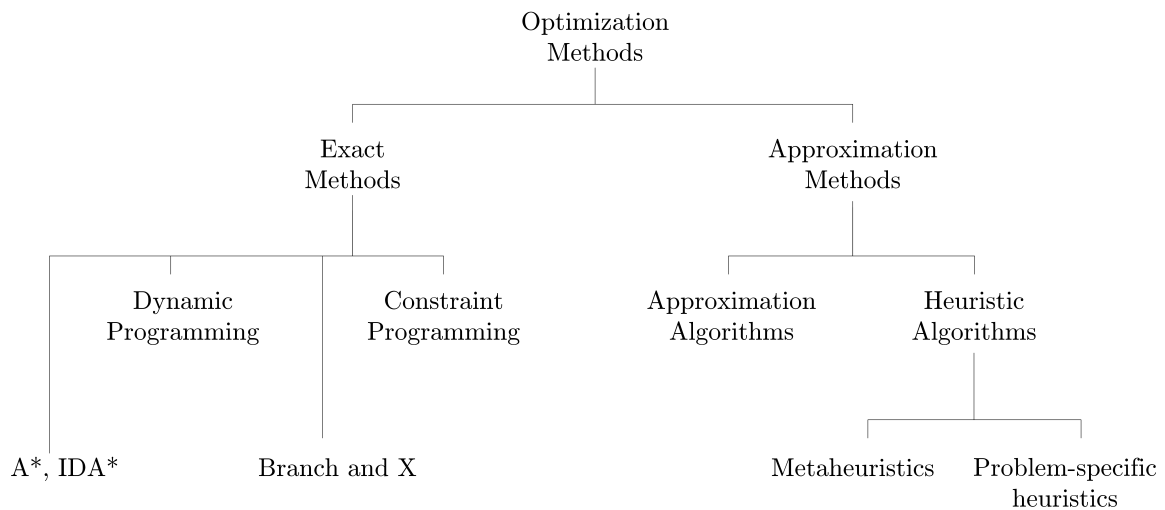 Optimization
Methods
Exact
Methods
Approximation
Methods
Dynamic
Programming
Constraint
Programming
Approximation
Algorithms
Heuristic
Algorithms
A*, IDA*
Branch and X
Metaheuristics
Problem-specific
heuristics